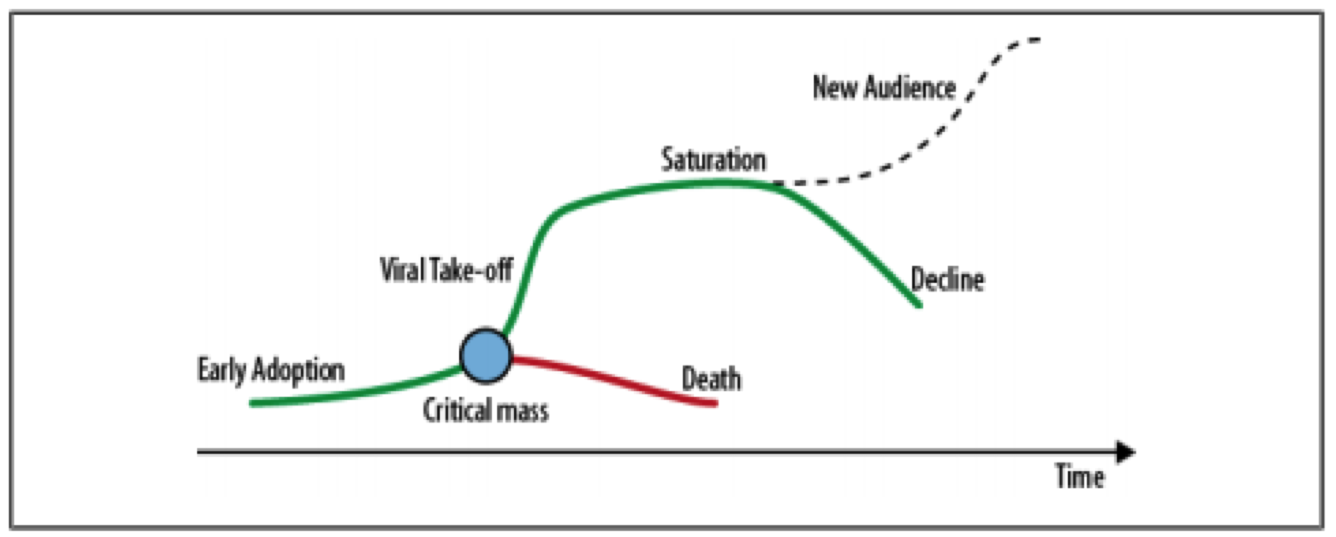 New Audience
Saturation
Viral Take-off
Decline
Early Adoption
Death
Critical mass
Time